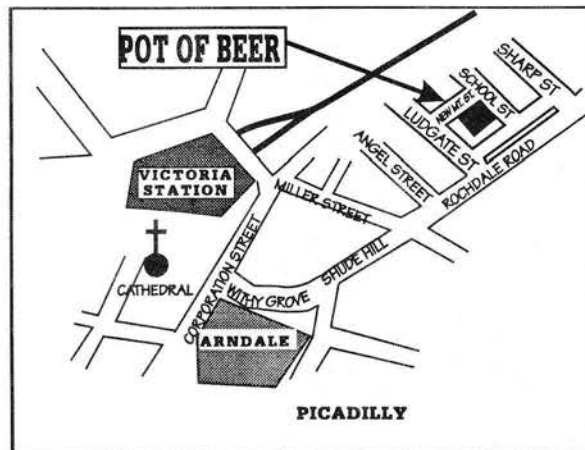 POT OF BEER
SHARP ST
SCHOOL ST
NEW MT. ST.
LUDGATE ST.
ANGEL STREET
ROCHDALE ROAD
VICTORIA
STATION
MILLER STREET
SHUDE HILL
CORPORATION STREET
WITHY GROVE
CATHEDRAL
ARNDALE
PICADILLY